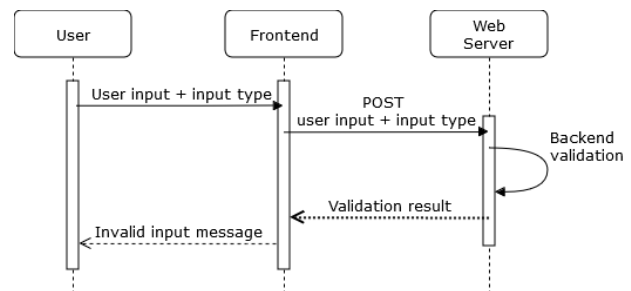 User
Frontend
Web
Server
User input + input type
POST
user input + input type
Backend
validation
Validation result
Invalid input message